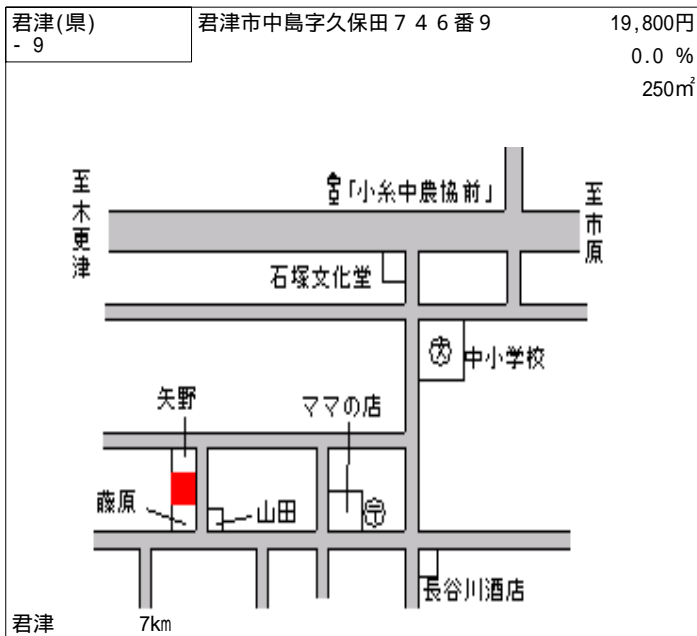 君津(県)
- 9
君津市中島字久保田７４６番9
19,800円
0.0 %
250㎡
「小糸中農協前」
至木更津
至市原
石塚文化堂
中小学校
矢野
ママの店
藤原
山田
〒
長谷川酒店
君津 7km